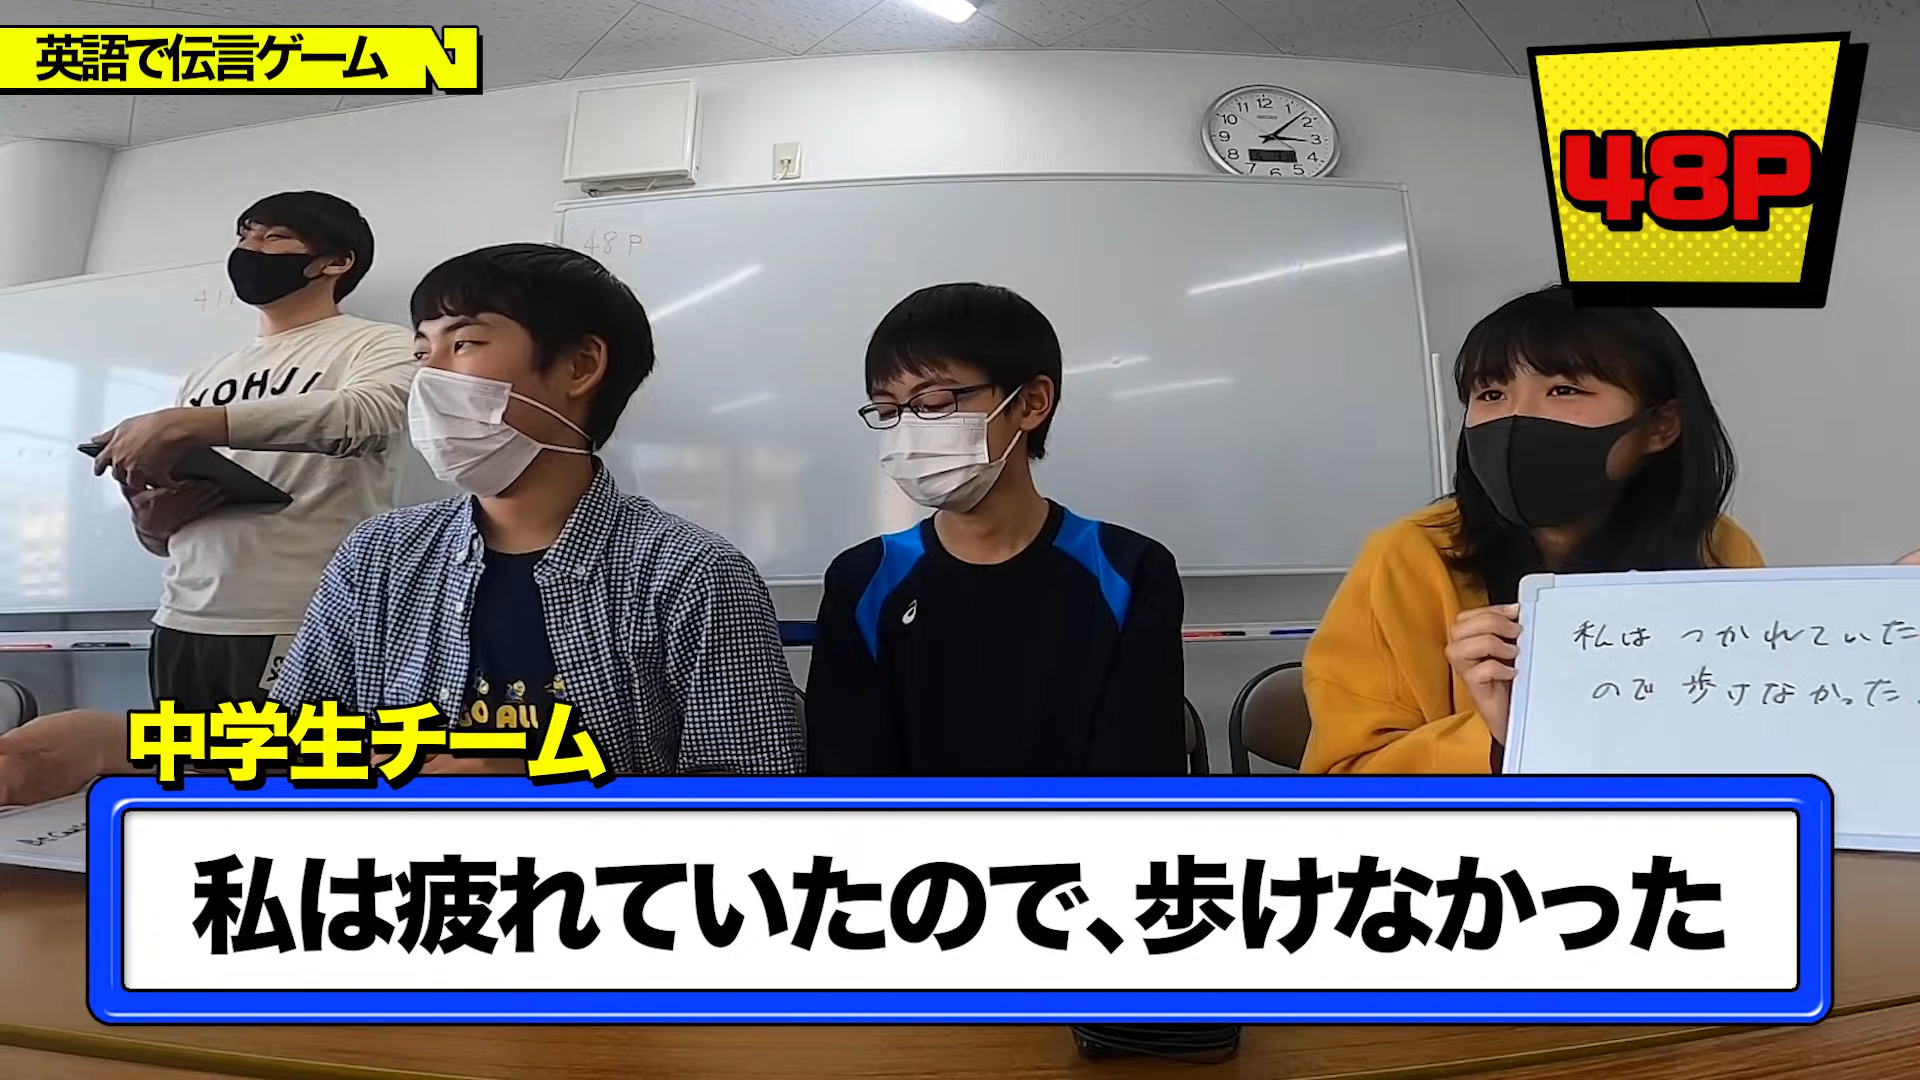 英語で伝言ゲーム
48P
48P
私はつかれていた
ので歩けなかった
中学生チーム
私は疲れていたので、歩けなかった